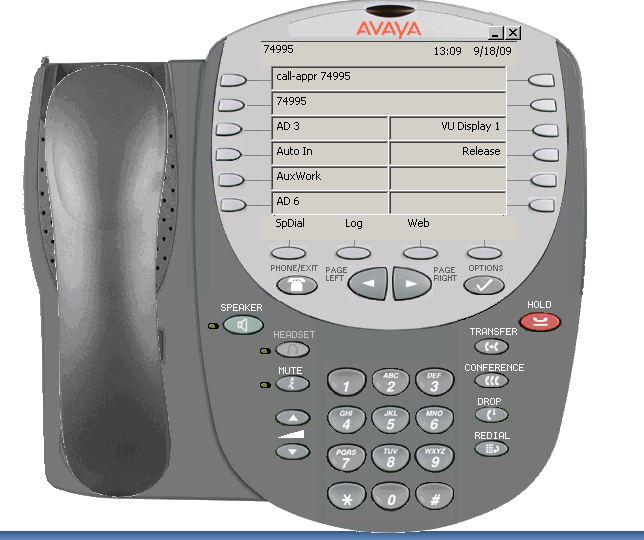 AVAYA
74995 13:09 9/18/09
call-appr 74995
74995
AD 3 VU Display 1
Auto In Release
AuxWork
AD 6
SpDial Log Web
PHONE/EXIT PAGE LEFT PAGE RIGHT OPTIONS
SPEAKER HOLD
HEADSET TRANSFER
MUTE CONFERENCE
DROP
REDIAL
1 ABC 2 DEF 3
GHI 4 JKL 5 MNO 6
PQRS 7 TUV 8 WXYZ 9
* 0 #